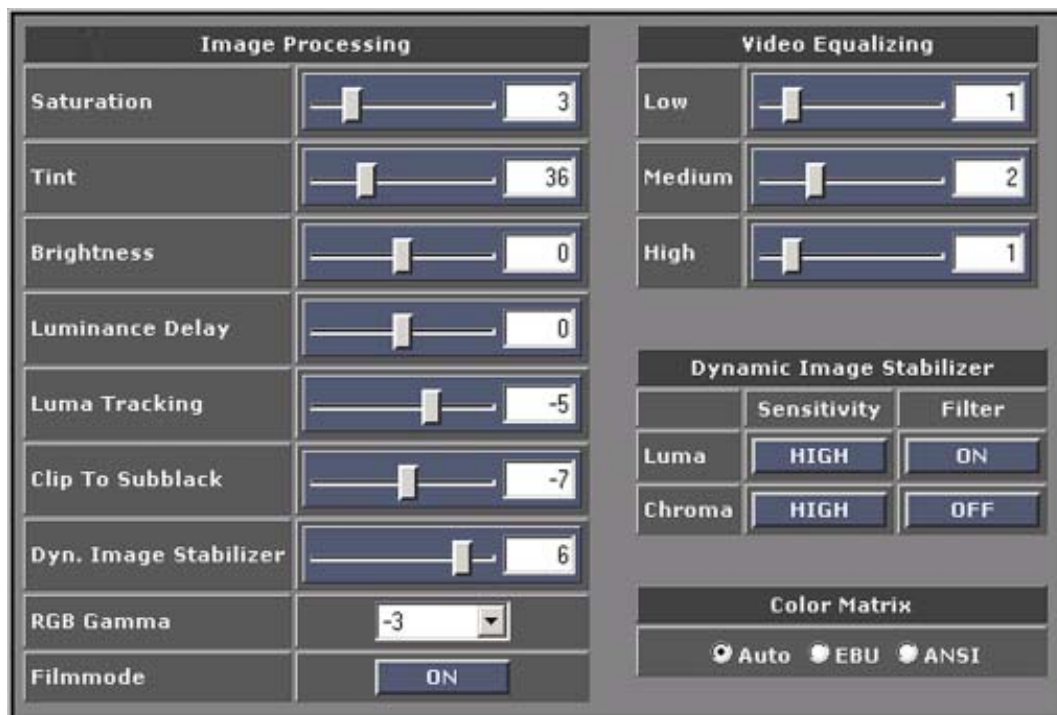 Image Processing
Saturation 3
Tint 36
Brightness 0
Luminance Delay 0
Luma Tracking -5
Clip To Subblack -7
Dyn. Image Stabilizer 6
RGB Gamma -3
Filmmode ON
Video Equalizing
Low 1
Medium 2
High 1
Dynamic Image Stabilizer
Sensitivity Filter
Luma HIGH ON
Chroma HIGH OFF
Color Matrix
Auto EBU ANSI